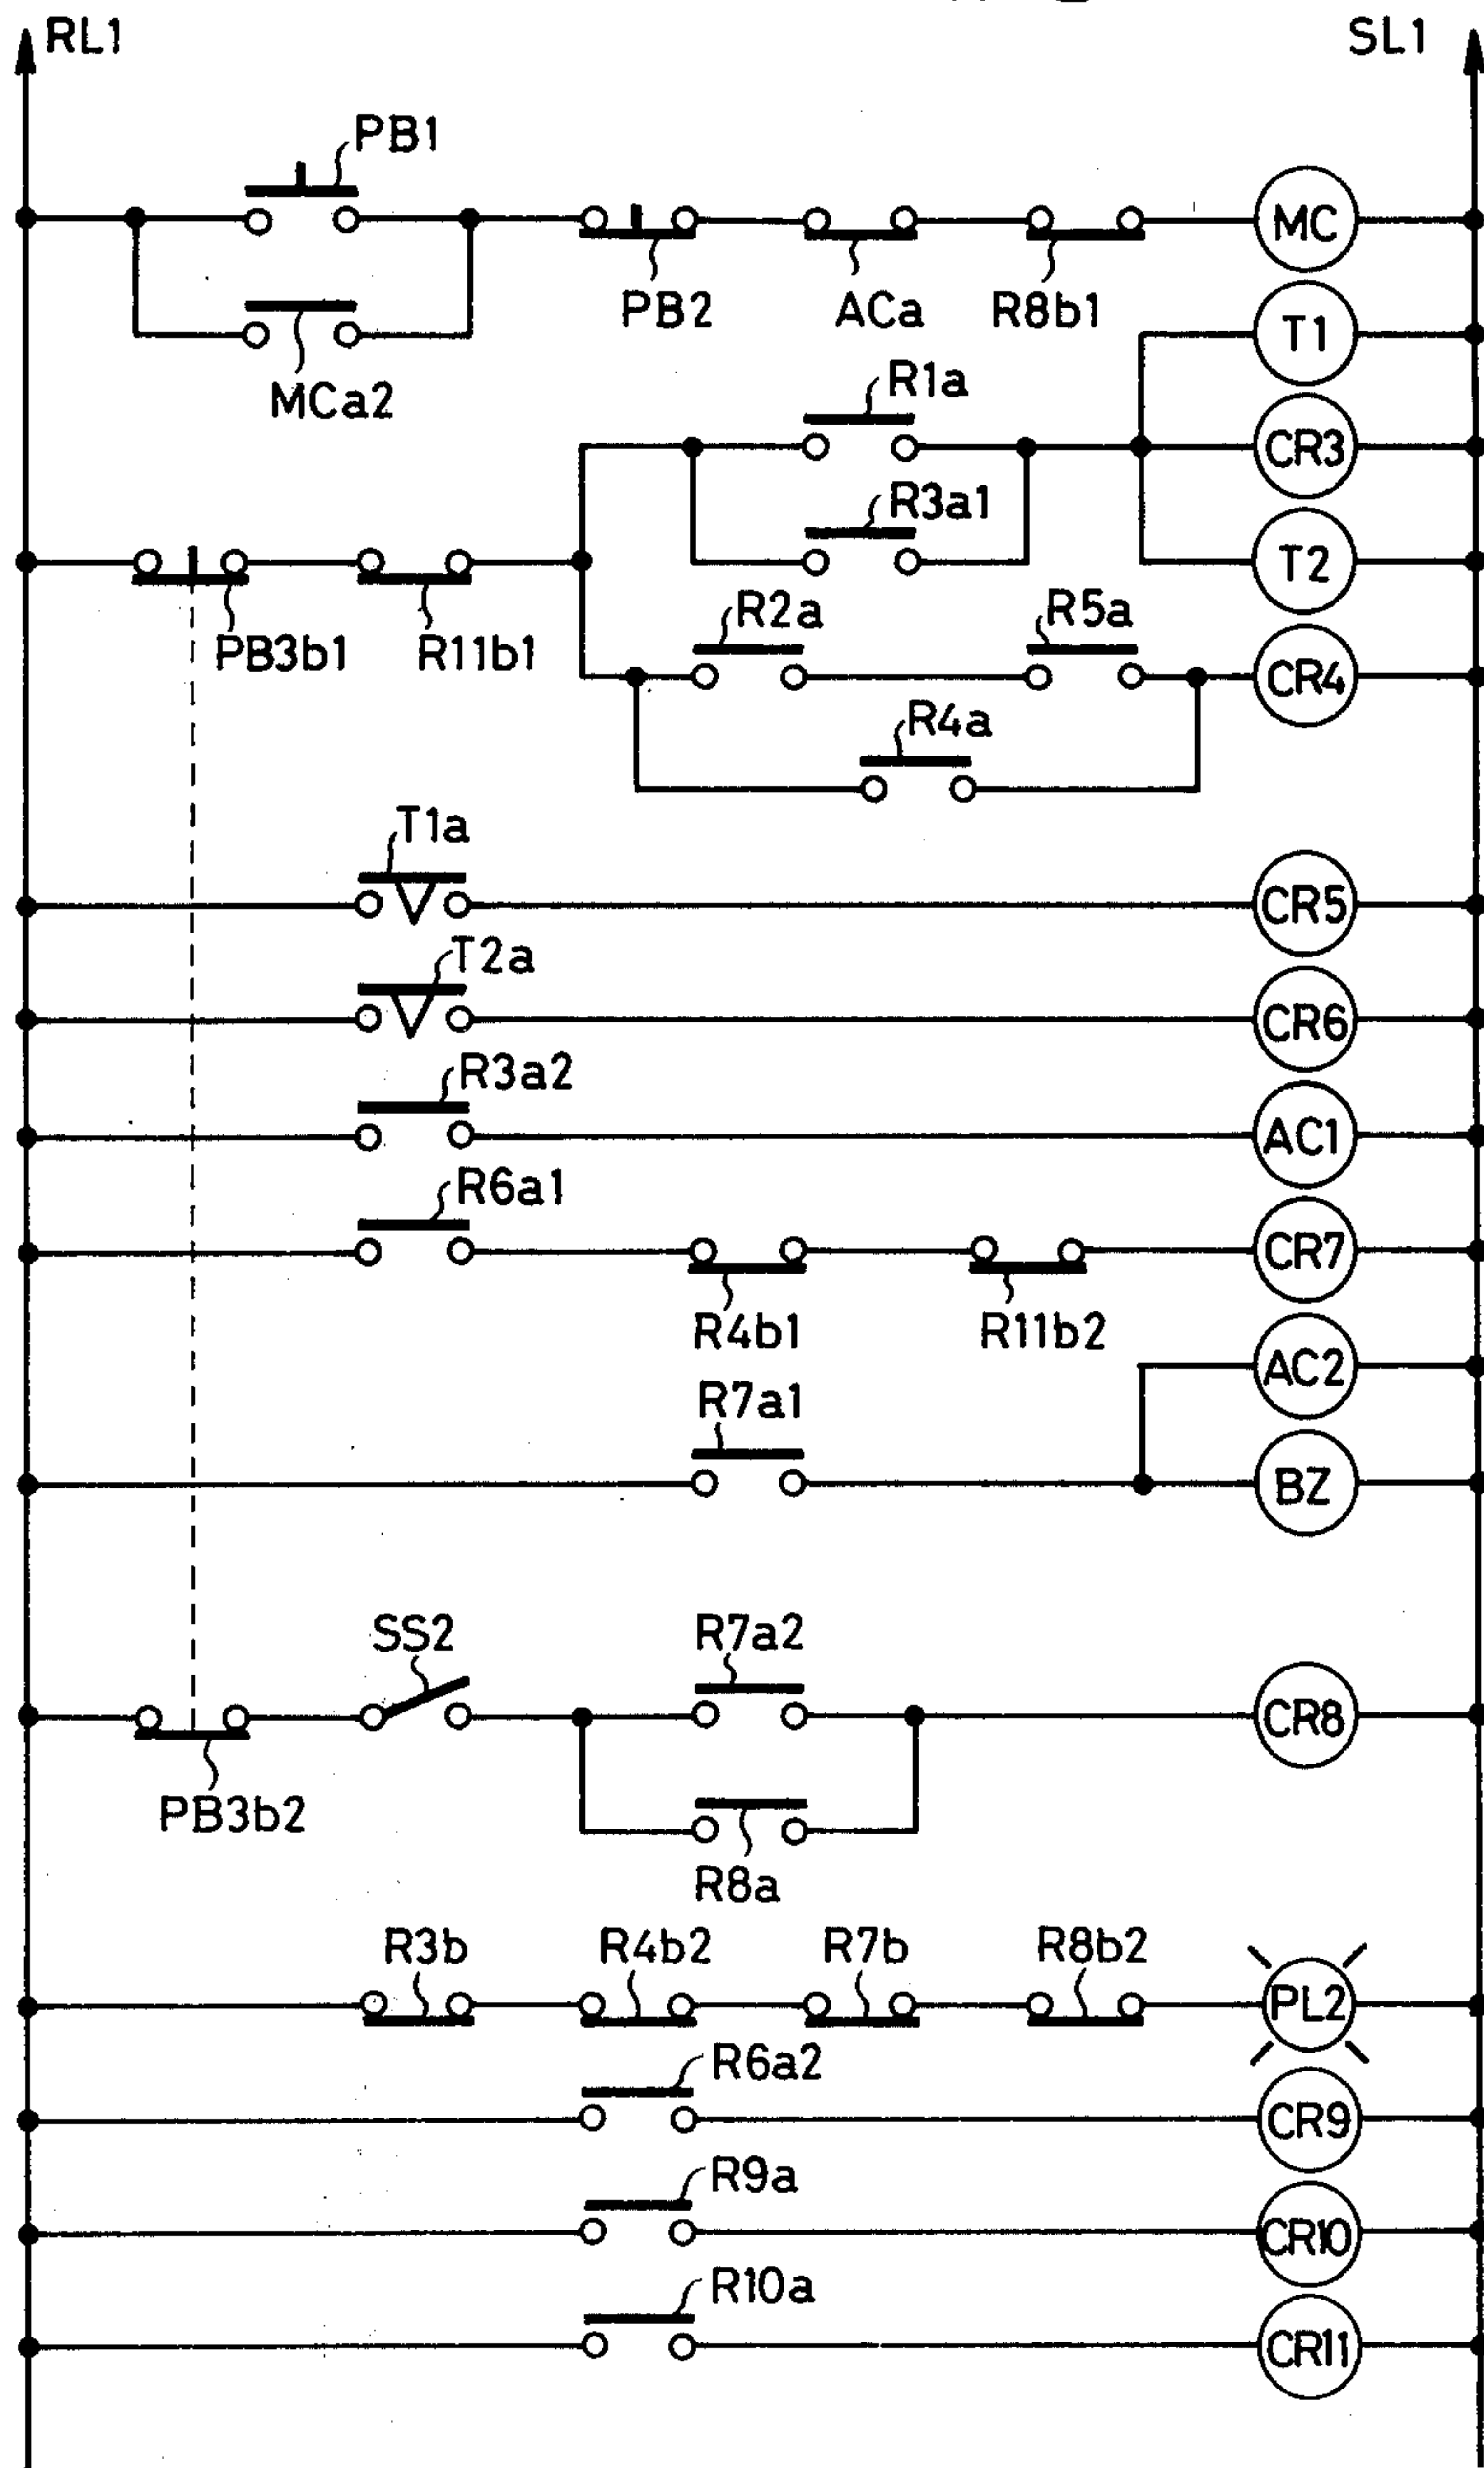 RL1 SL1
PB1
MC
PB2 ACa R8b1
T1
MCa2
R1a
CR3
R3a1
T2
R2a R5a
PB3b1 R11b1
CR4
R4a
T1a
CR5
T2a
CR6
R3a2
AC1
R6a1
CR7
R4b1 R11b2
AC2
R7a1
BZ
SS2 R7a2
CR8
PB3b2
R8a
R3b R4b2 R7b R8b2
PL2
R6a2
CR9
R9a
CR10
R10a
CR11